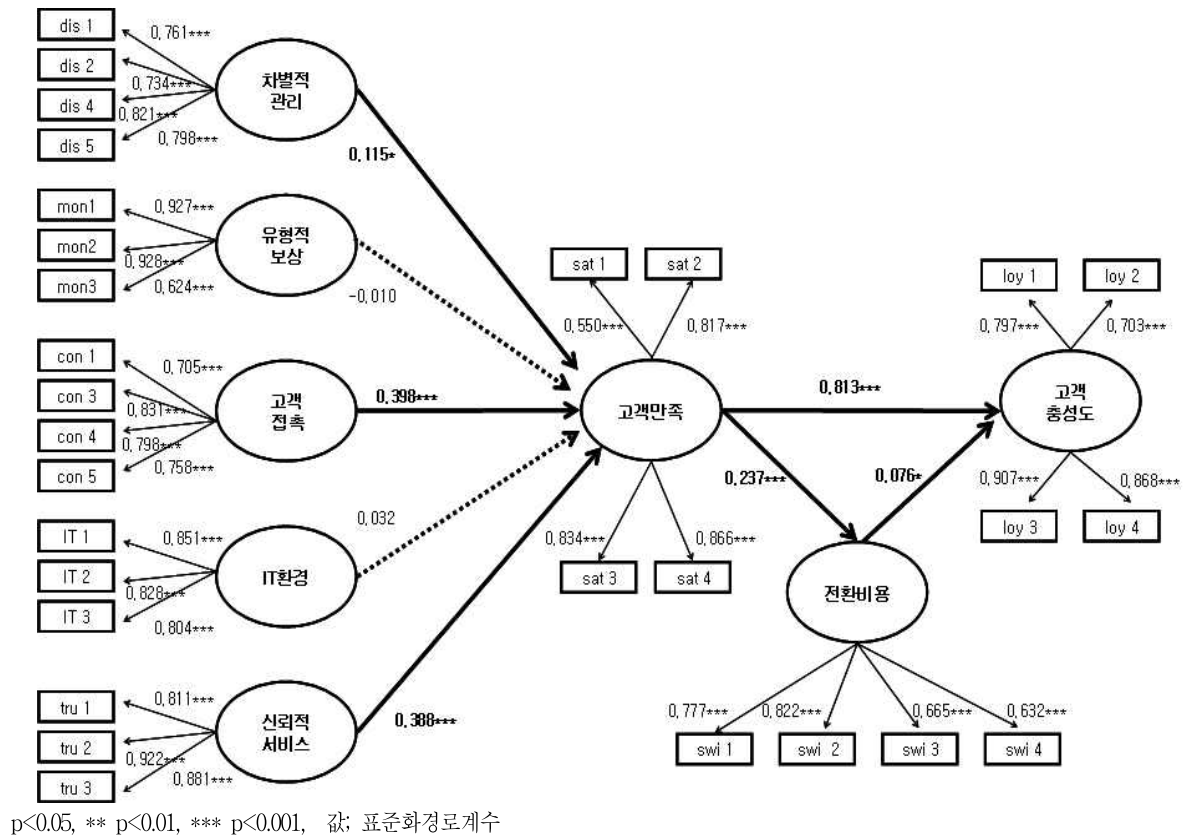 dis 1
0,761***
dis 2
0,734***
dis 4
0,821***
dis 5
0,798***
차별적
관리
0,115*
mon1
0,927***
mon2
0,928***
mon3
0,624***
유형적
보상
-0,010
con 1
0,705***
con 3
0,831***
con 4
0,798***
con 5
0,758***
고객
접촉
0,398***
IT 1
0,851***
IT 2
0,828***
IT 3
0,804***
IT환경
0,032
tru 1
0,811***
tru 2
0,922***
tru 3
0,881***
신뢰적
서비스
0,388***
sat 1
sat 2
0,550***
0,817***
고객만족
0,834***
0,866***
sat 3
sat 4
0,813***
0,237***
0,076*
loy 1
loy 2
0,797***
0,703***
고객
충성도
0,907***
0,868***
loy 3
loy 4
전환비용
0,777***
0,822***
0,665***
0,632***
swi 1
swi 2
swi 3
swi 4
p<0.05, ** p<0.01, *** p<0.001, 값; 표준화경로계수